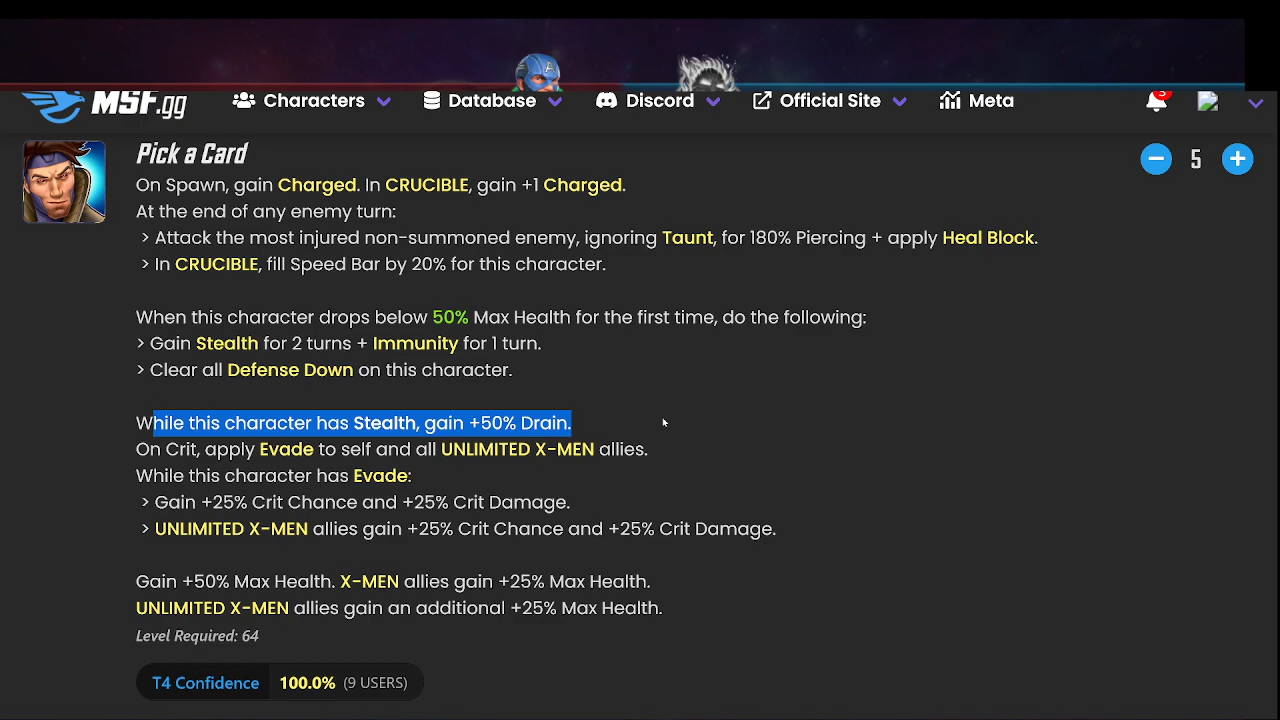 MSF.gg Characters Database Discord Official Site Meta
Pick a Card
5
On Spawn, gain Charged. In CRUCIBLE, gain +1 Charged.
At the end of any enemy turn:
> Attack the most injured non-summoned enemy, ignoring Taunt, for 180% Piercing + apply Heal Block.
> In CRUCIBLE, fill Speed Bar by 20% for this character.
When this character drops below 50% Max Health for the first time, do the following:
> Gain Stealth for 2 turns + Immunity for 1 turn.
> Clear all Defense Down on this character.
While this character has Stealth, gain +50% Drain.
On Crit, apply Evade to self and all UNLIMITED X-MEN allies.
While this character has Evade:
> Gain +25% Crit Chance and +25% Crit Damage.
> UNLIMITED X-MEN allies gain +25% Crit Chance and +25% Crit Damage.
Gain +50% Max Health. X-MEN allies gain +25% Max Health.
UNLIMITED X-MEN allies gain an additional +25% Max Health.
Level Required: 64
T4 Confidence 100.0% (9 USERS)